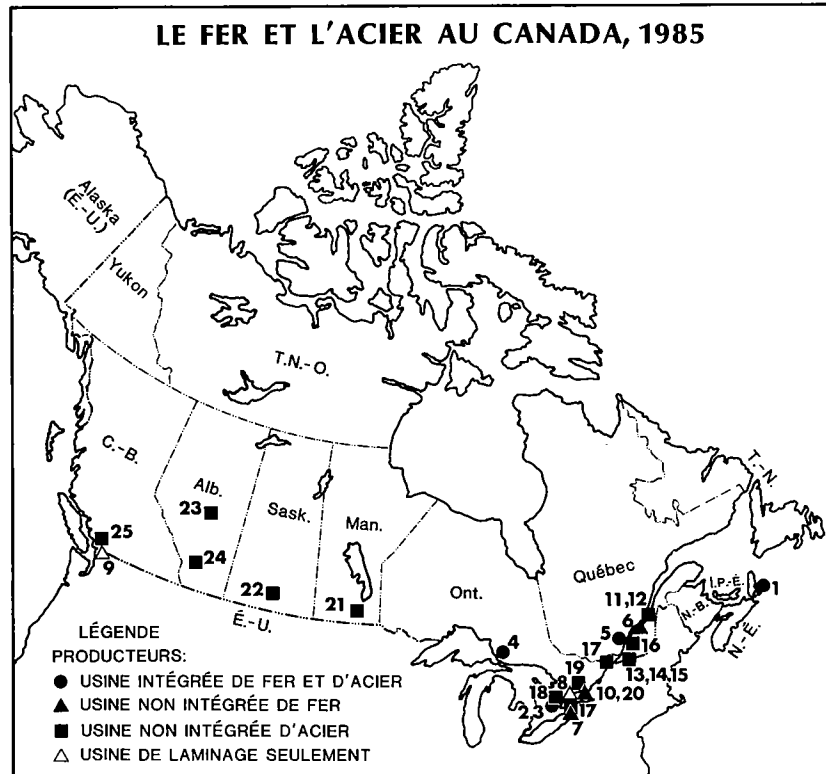 LE FER ET L'ACIER AU CANADA, 1985
Alaska
(É.-U.)
Yukon
T.N.-O.
C.-B.
Alb.
Sask.
Man.
Ont.
Québec
T.-N.
I.P.-É.
N.-B.
N.-É.
É.-U.
23
24
25
9
22
21
4
1
11,12
6
5
16
17
13,14,15
19
8
18
10, 20
2,3
17
7
LÉGENDE
PRODUCTEURS:
USINE INTÉGRÉE DE FER ET D'ACIER
USINE NON INTÉGRÉE DE FER
USINE NON INTÉGRÉE D'ACIER
USINE DE LAMINAGE SEULEMENT